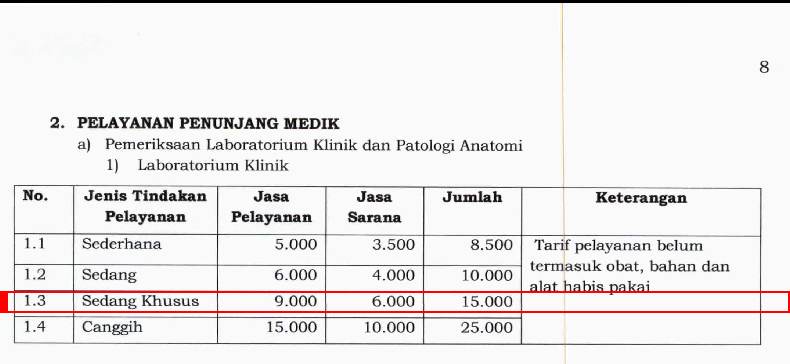 8
2. PELAYANAN PENUNJANG MEDIK
a) Pemeriksaan Laboratorium Klinik dan Patologi Anatomi
1) Laboratorium Klinik
No. Jenis Tindakan Pelayanan Jasa Pelayanan Jasa Sarana Jumlah Keterangan
1.1 Sederhana 5.000 3.500 8.500 Tarif pelayanan belum
1.2 Sedang 6.000 4.000 10.000 termasuk obat, bahan dan
alat habis pakai
1.3 Sedang Khusus 9.000 6.000 15.000
1.4 Canggih 15.000 10.000 25.000